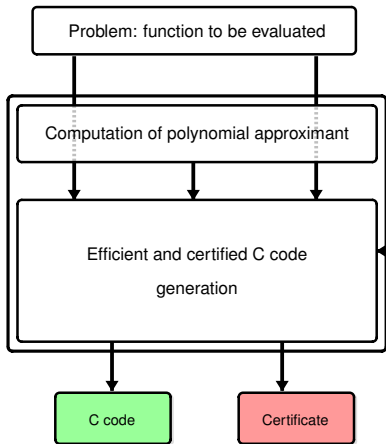 Problem: function to be evaluated
Computation of polynomial approximant
Efficient and certified C code
generation
C code
Certificate